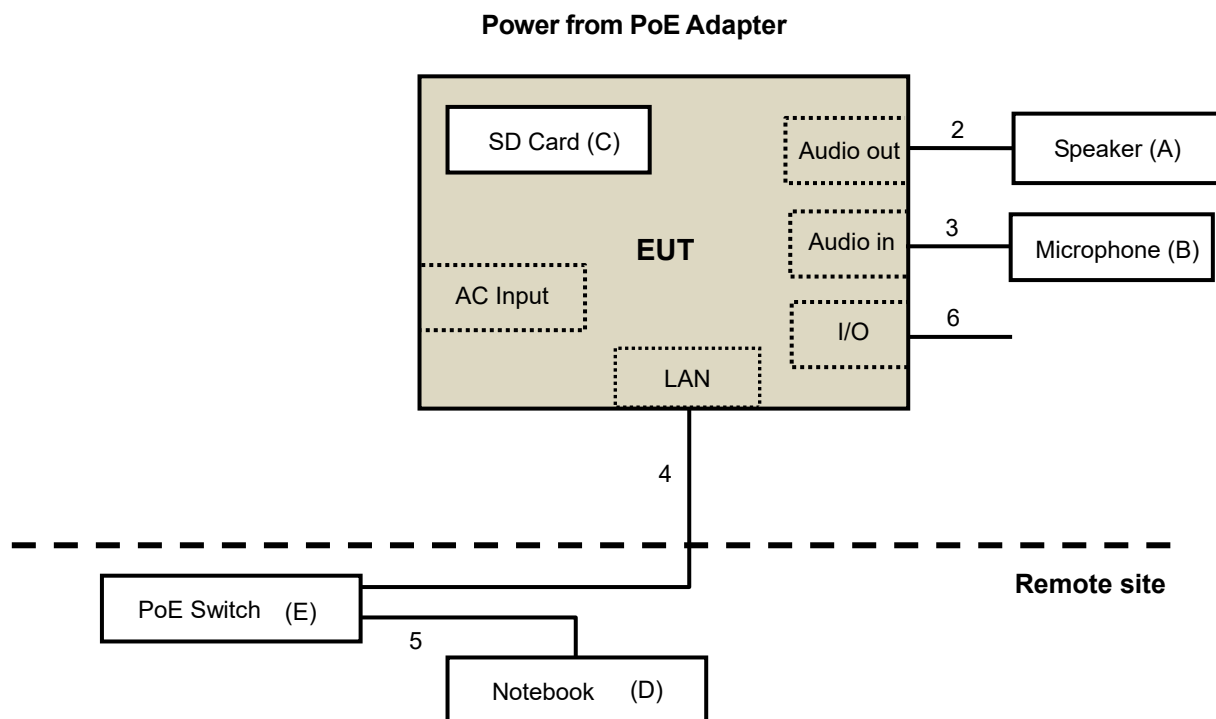 Power from PoE Adapter
SD Card (C)
Audio out
2
Speaker (A)
Audio in
3
Microphone (B)
EUT
AC Input
I/O
6
LAN
4
Remote site
PoE Switch (E)
5
Notebook (D)